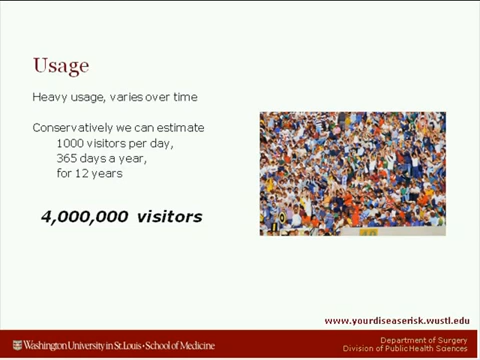 Usage
Heavy usage, varies over time
Conservatively we can estimate
1000 visitors per day,
365 days a year,
for 12 years
4,000,000 visitors
www.yourdiseaserisk.wustl.edu
Washington University in St. Louis • School of Medicine
Department of Surgery
Division of Public Health Sciences